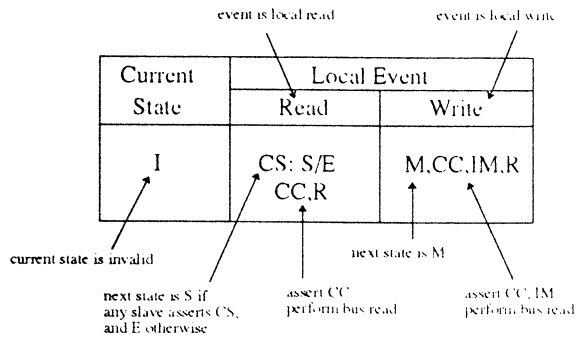 event is local read
event is local write
Current State
Local Event
Read
Write
I
CS: S/E
CC,R
M,CC,IM,R
current state is invalid
next state is M
next state is S if
any slave asserts CS,
and E otherwise
assert CC
perform bus read
assert CC, IM
perform bus read